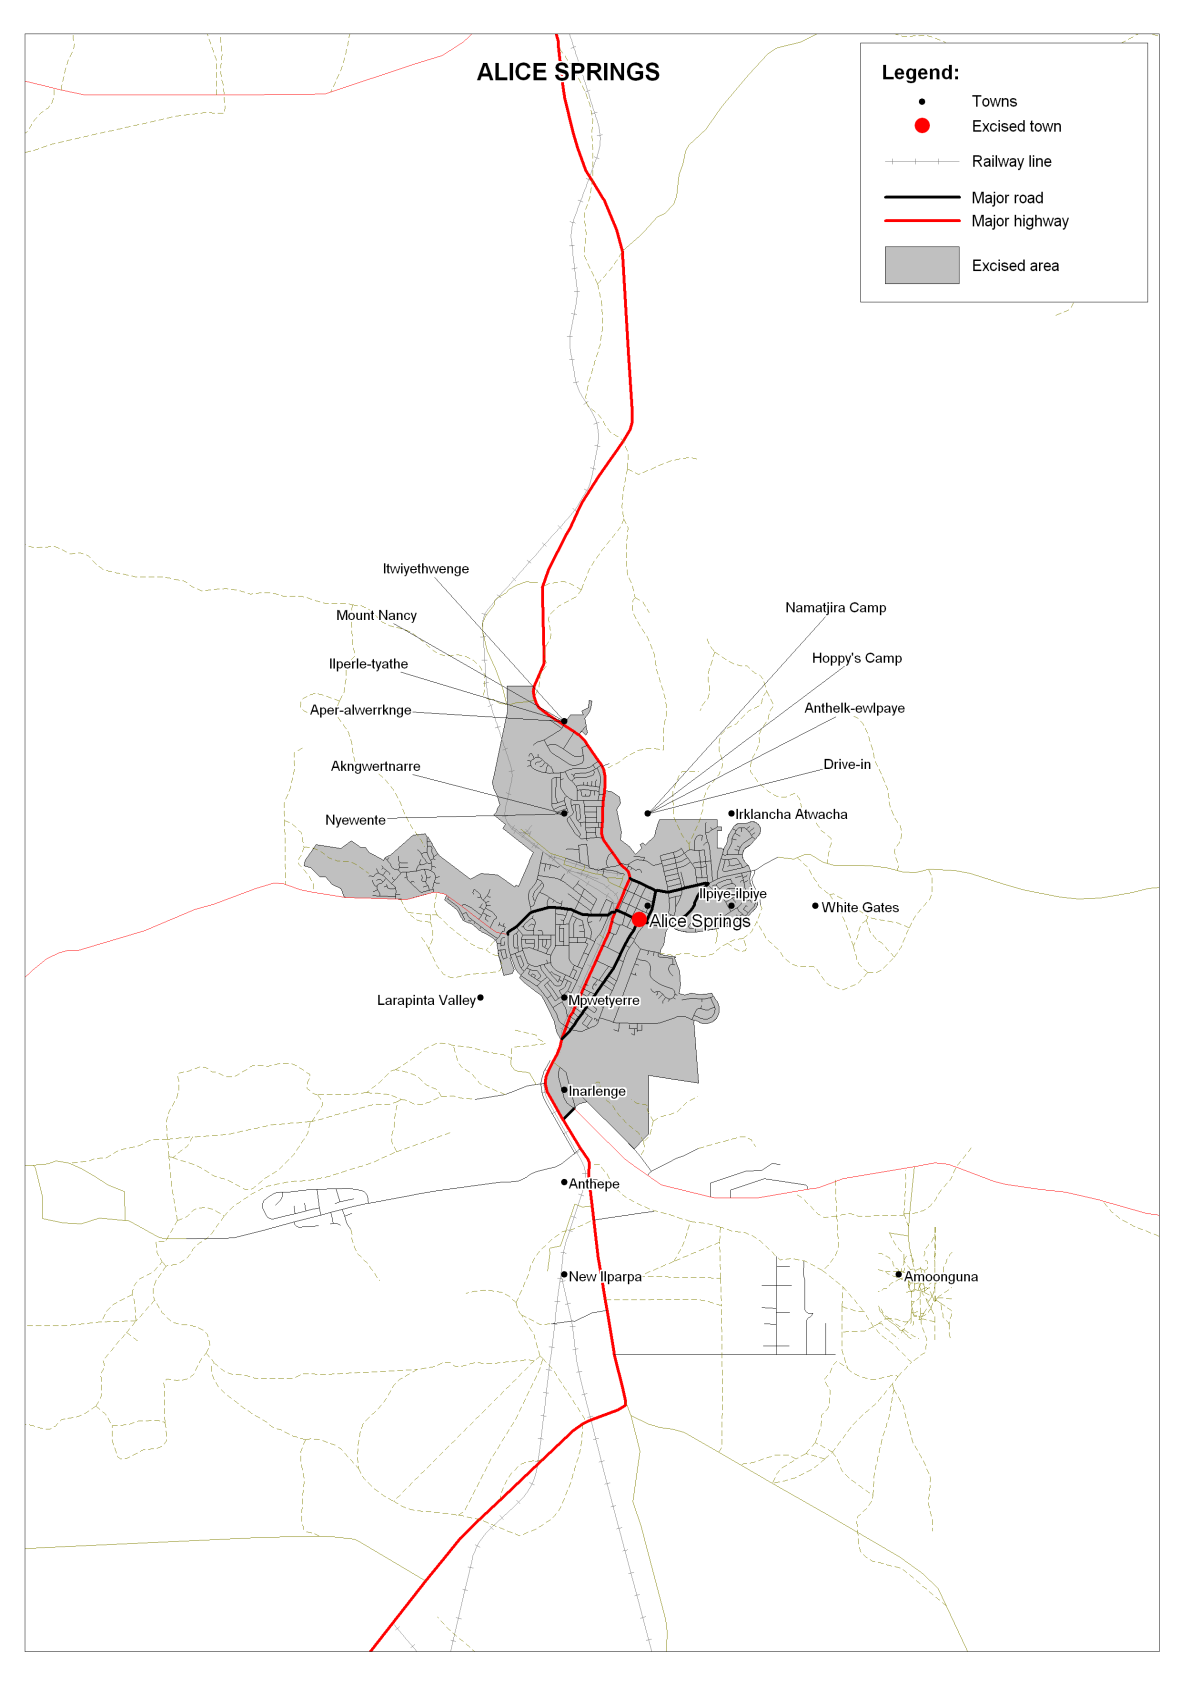 ALICE SPRINGS
Legend:
Towns
Excised town
Railway line
Major road
Major highway
Excised area
Itwiyethwenge
Mount Nancy
Ilperle-tyathe
Aper-alwerrknge
Akngwertnarre
Nyewente
Namatjira Camp
Hoppy's Camp
Anthelk-ewlpaye
Drive-in
Irklancha Atwacha
Ilpiye-ilpiye
White Gates
Alice Springs
Larapinta Valley
Mpwetyerre
Inarlenge
Anthepe
New Ilparpa
Amoonguna